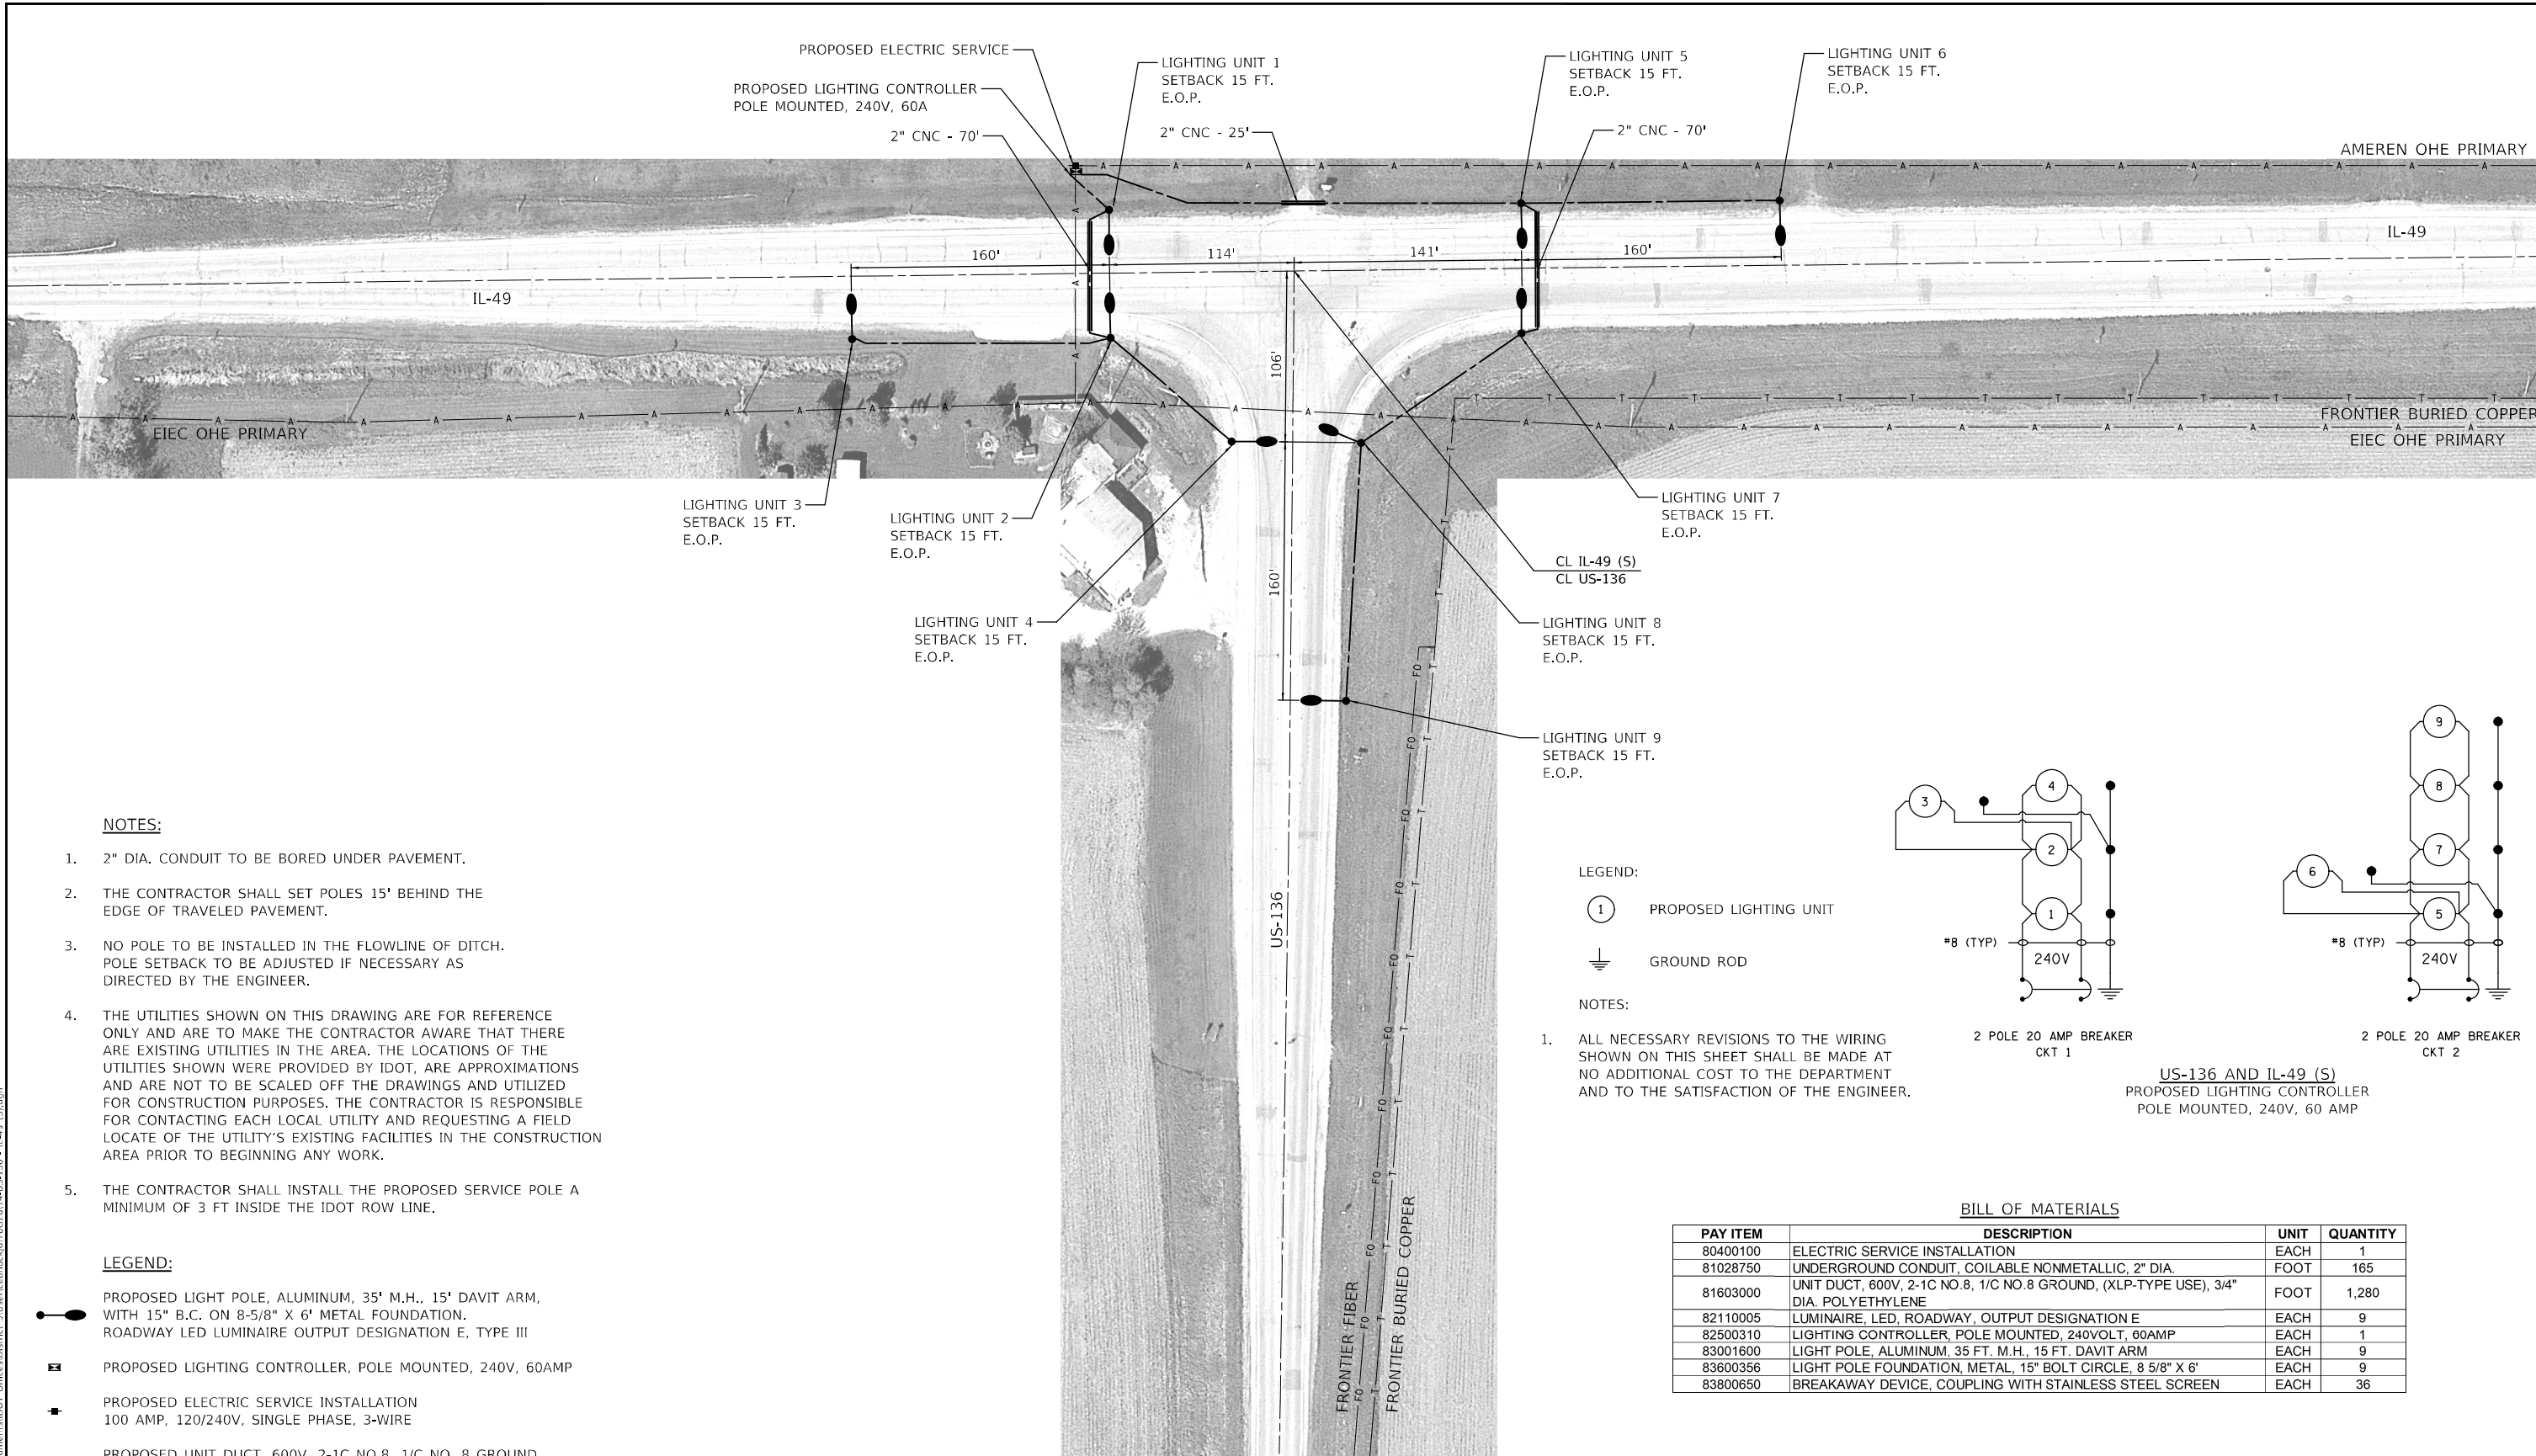 PROPOSED ELECTRIC SERVICE
PROPOSED LIGHTING CONTROLLER
POLE MOUNTED, 240V, 60A
2" CNC - 70'
LIGHTING UNIT 1
SETBACK 15 FT.
E.O.P.
2" CNC - 25'
LIGHTING UNIT 5
SETBACK 15 FT.
E.O.P.
2" CNC - 70'
LIGHTING UNIT 6
SETBACK 15 FT.
E.O.P.
AMEREN OHE PRIMARY
IL-49
160'
114'
141'
160'
IL-49
106'
EIEC OHE PRIMARY
FRONTIER BURIED COPPER
EIEC OHE PRIMARY
LIGHTING UNIT 3
SETBACK 15 FT.
E.O.P.
LIGHTING UNIT 2
SETBACK 15 FT.
E.O.P.
LIGHTING UNIT 7
SETBACK 15 FT.
E.O.P.
CL IL-49 (S)
CL US-136
160'
LIGHTING UNIT 4
SETBACK 15 FT.
E.O.P.
LIGHTING UNIT 8
SETBACK 15 FT.
E.O.P.
LIGHTING UNIT 9
SETBACK 15 FT.
E.O.P.
US-136
FRONTIER FIBER
FRONTIER BURIED COPPER
NOTES:
1. 2" DIA. CONDUIT TO BE BORED UNDER PAVEMENT.
2. THE CONTRACTOR SHALL SET POLES 15' BEHIND THE
EDGE OF TRAVELED PAVEMENT.
3. NO POLE TO BE INSTALLED IN THE FLOWLINE OF DITCH.
POLE SETBACK TO BE ADJUSTED IF NECESSARY AS
DIRECTED BY THE ENGINEER.
4. THE UTILITIES SHOWN ON THIS DRAWING ARE FOR REFERENCE
ONLY AND ARE TO MAKE THE CONTRACTOR AWARE THAT THERE
ARE EXISTING UTILITIES IN THE AREA. THE LOCATIONS OF THE
UTILITIES SHOWN WERE PROVIDED BY IDOT, ARE APPROXIMATIONS
AND ARE NOT TO BE SCALED OFF THE DRAWINGS AND UTILIZED
FOR CONSTRUCTION PURPOSES. THE CONTRACTOR IS RESPONSIBLE
FOR CONTACTING EACH LOCAL UTILITY AND REQUESTING A FIELD
LOCATE OF THE UTILITY'S EXISTING FACILITIES IN THE CONSTRUCTION
AREA PRIOR TO BEGINNING ANY WORK.
5. THE CONTRACTOR SHALL INSTALL THE PROPOSED SERVICE POLE A
MINIMUM OF 3 FT INSIDE THE IDOT ROW LINE.
LEGEND:
PROPOSED LIGHT POLE, ALUMINUM, 35' M.H., 15' DAVIT ARM,
WITH 15" B.C. ON 8-5/8" X 6' METAL FOUNDATION.
ROADWAY LED LUMINAIRE OUTPUT DESIGNATION E, TYPE III
PROPOSED LIGHTING CONTROLLER, POLE MOUNTED, 240V, 60AMP
PROPOSED ELECTRIC SERVICE INSTALLATION
100 AMP, 120/240V, SINGLE PHASE, 3-WIRE
PROPOSED UNIT DUCT, 600V, 2-1C NO.8, 1/C NO. 8 GROUND
LEGEND:
1 PROPOSED LIGHTING UNIT
GROUND ROD
NOTES:
1. ALL NECESSARY REVISIONS TO THE WIRING
SHOWN ON THIS SHEET SHALL BE MADE AT
NO ADDITIONAL COST TO THE DEPARTMENT
AND TO THE SATISFACTION OF THE ENGINEER.
3
4
2
1
#8 (TYP)
240V
2 POLE 20 AMP BREAKER
CKT 1
9
8
7
6
5
#8 (TYP)
240V
2 POLE 20 AMP BREAKER
CKT 2
US-136 AND IL-49 (S)
PROPOSED LIGHTING CONTROLLER
POLE MOUNTED, 240V, 60 AMP
BILL OF MATERIALS
PAY ITEM DESCRIPTION UNIT QUANTITY
80400100 ELECTRIC SERVICE INSTALLATION EACH 1
81028750 UNDERGROUND CONDUIT, COILABLE NONMETALLIC, 2" DIA. FOOT 165
81603000 UNIT DUCT, 600V, 2-1C NO.8, 1/C NO.8 GROUND, (XLP-TYPE USE), 3/4" DIA. POLYETHYLENE FOOT 1,280
82110005 LUMINAIRE, LED, ROADWAY, OUTPUT DESIGNATION E EACH 9
82500310 LIGHTING CONTROLLER, POLE MOUNTED, 240VOLT, 60AMP EACH 1
83001600 LIGHT POLE, ALUMINUM, 35 FT. M.H., 15 FT. DAVIT ARM EACH 9
83600356 LIGHT POLE FOUNDATION, METAL, 15" BOLT CIRCLE, 8 5/8" X 6' EACH 9
83800650 BREAKAWAY DEVICE, COUPLING WITH STAINLESS STEEL SCREEN EACH 36